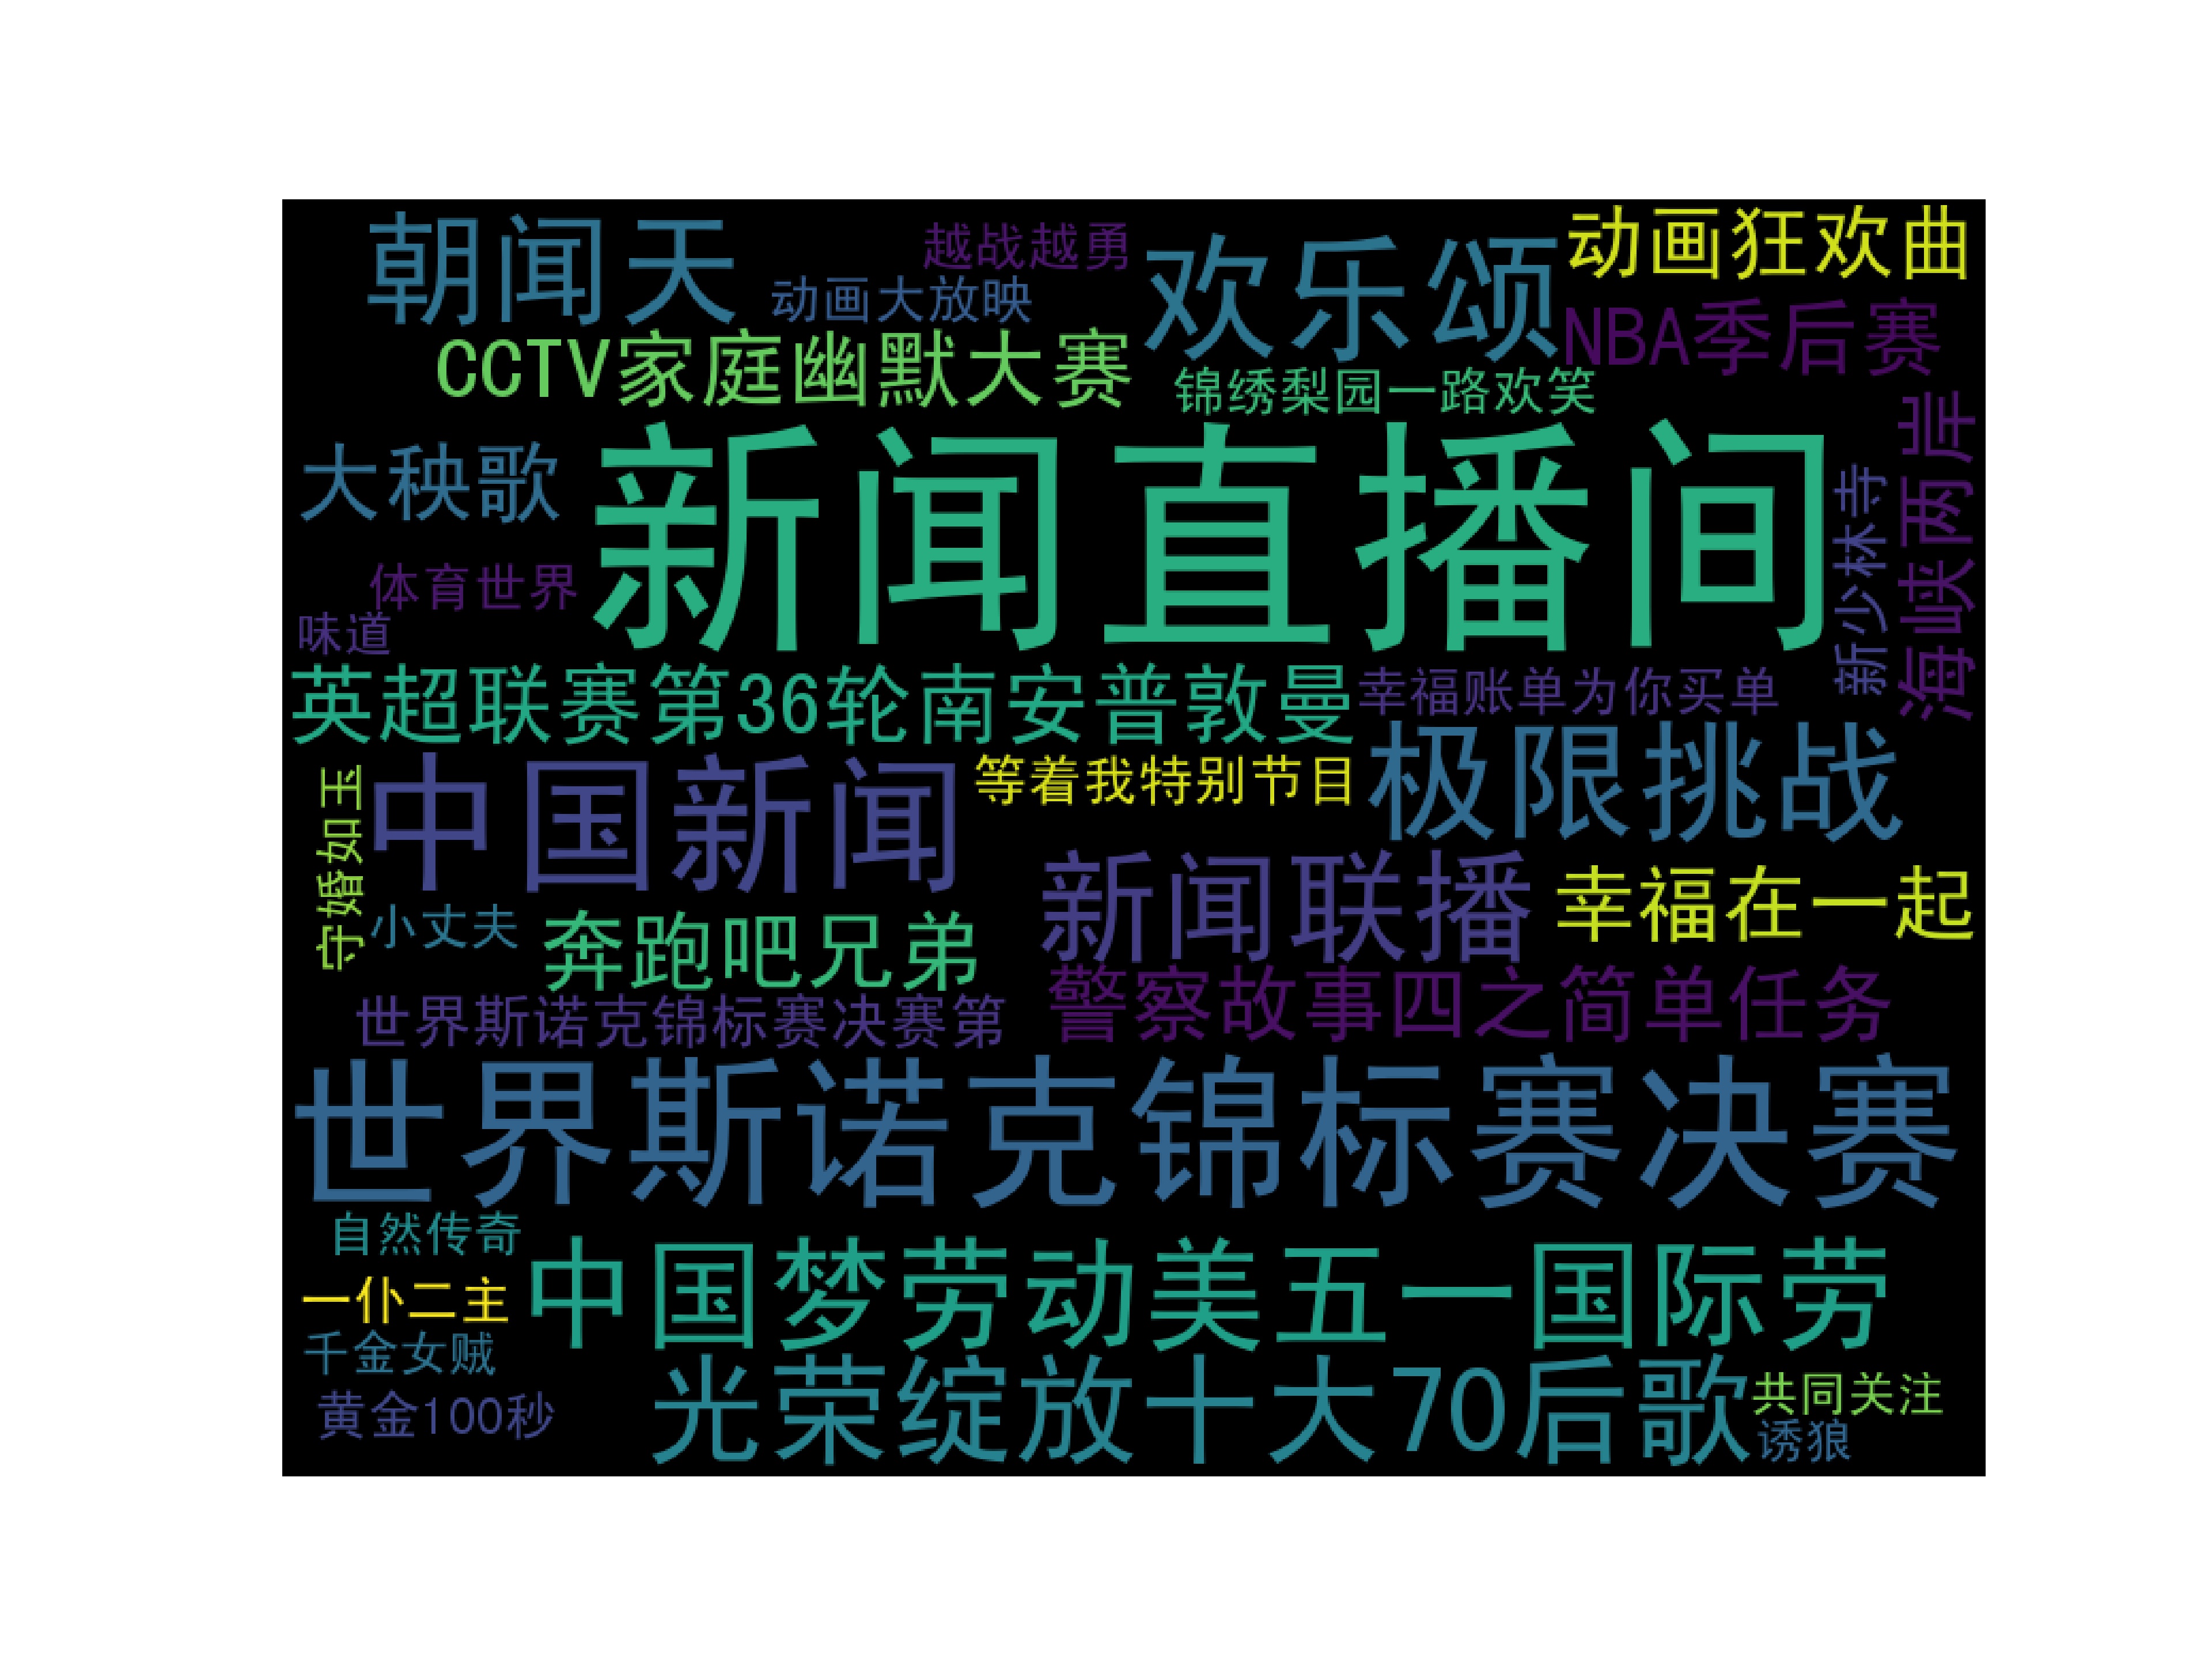 朝闻天
越战越勇
动画大放映
欢乐颂
动画狂欢曲
NBA季后赛
CCTV家庭幽默大赛
锦绣梨园一路欢笑
大秧歌
新闻直播间
新少林寺
海峡两岸
体育世界
味道
英超联赛第36轮南安普敦曼
幸福账单为你买单
中国新闻
等着我特别节目
极限挑战
守婚如玉
小丈夫
奔跑吧兄弟
新闻联播
幸福在一起
世界斯诺克锦标赛决赛第
警察故事四之简单任务
世界斯诺克锦标赛决赛
自然传奇
中国梦劳动美五一国际劳
一仆二主
千金女贼
黄金100秒
光荣绽放十大70后歌
共同关注
诱狼